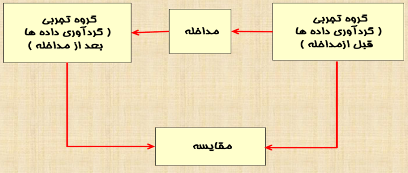 گروه تجربی
( گردآوری داده ها
قبل ازمداخله )
مداخله
گروه تجربی
( گردآوری داده ها
بعد از مداخله )
مقایسه